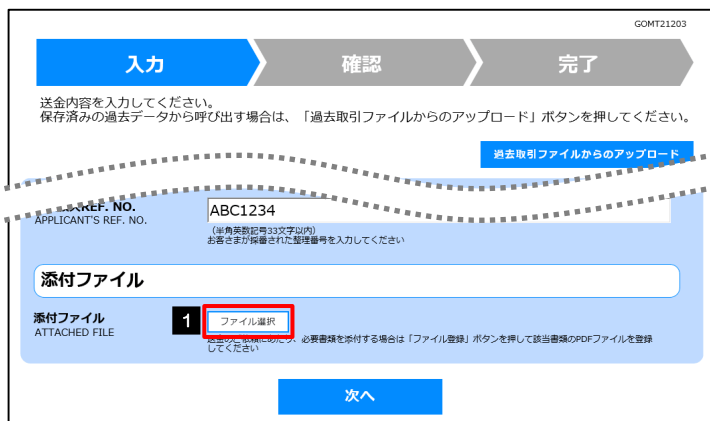 GOMT21203
入力
確認
完了
送金内容を入力してください。
保存済みの過去データから呼び出す場合は、「過去取引ファイルからのアップロード」ボタンを押してください。
過去取引ファイルからのアップロード
REF. NO.
APPLICANT'S REF. NO.
ABC1234
(半角英数記号33文字以内)
お客さまが採番された整理番号を入力してください
添付ファイル
添付ファイル
ATTACHED FILE
1
ファイル選択
送金のご依頼にあたり、必要書類を添付する場合は「ファイル登録」ボタンを押して該当書類のPDFファイルを登録
してください
次へ